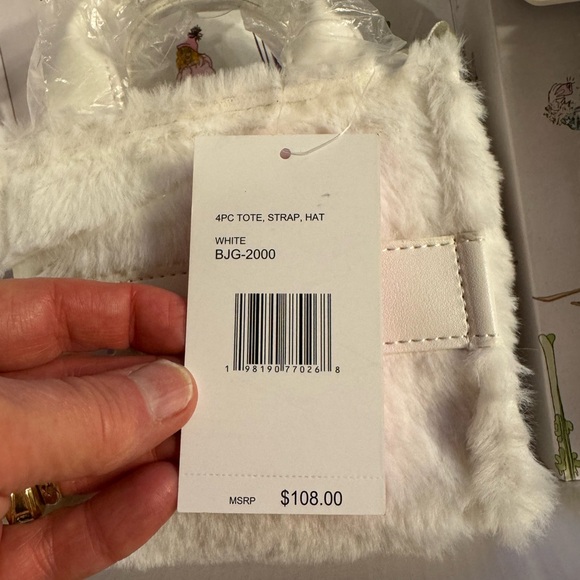 4PC TOTE, STRAP, HAT
WHITE
BJG-2000
1 98190 77026 8
MSRP $108.00